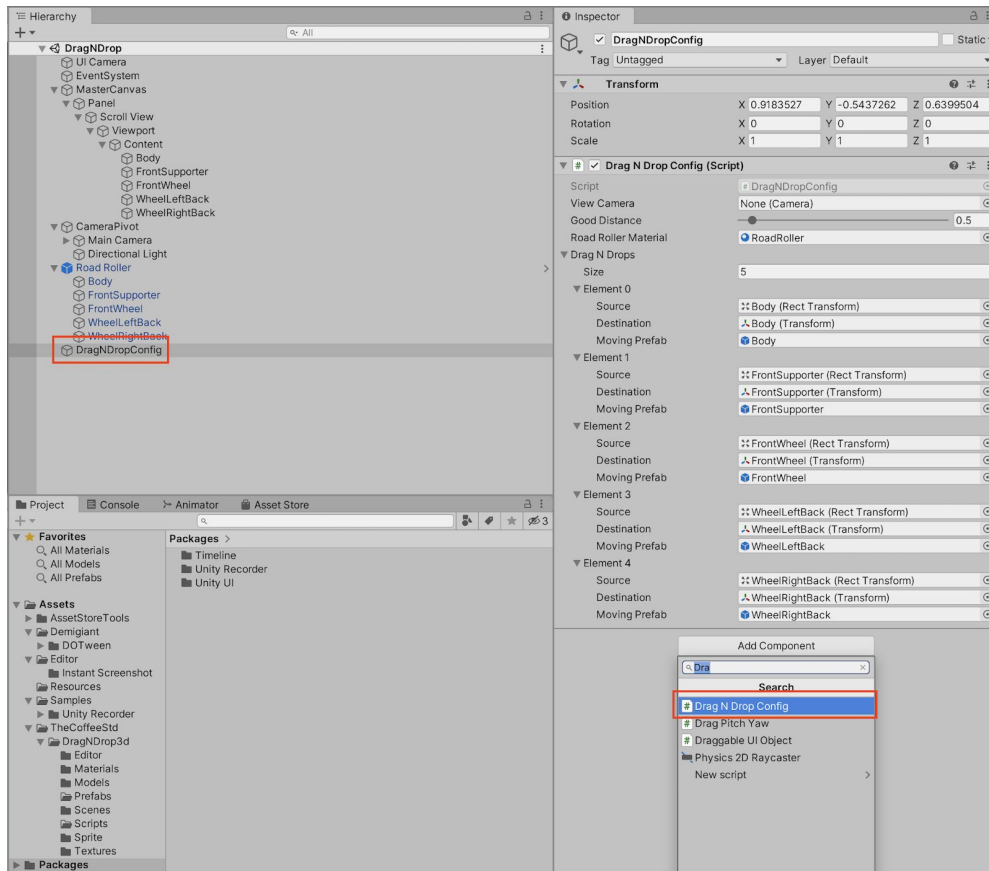 Hierarchy
All
DragNDrop
UI Camera
EventSystem
MasterCanvas
Panel
Scroll View
Viewport
Content
Body
FrontSupporter
FrontWheel
WheelLeftBack
WheelRightBack
CameraPivot
Main Camera
Directional Light
Road Roller
Body
FrontSupporter
FrontWheel
WheelLeftBack
WheelRightBack
DragNDropConfig
Project Console Animator Asset Store
3
Favorites
All Materials
All Models
All Prefabs
Assets
AssetStoreTools
Demigiant
DOTween
Editor
Instant Screenshot
Resources
Samples
Unity Recorder
TheCoffeeStd
DragNDrop3d
Editor
Materials
Models
Prefabs
Scenes
Scripts
Sprite
Textures
Packages
Packages >
Timeline
Unity Recorder
Unity UI
Inspector
DragNDropConfig Static
Tag Untagged Layer Default
Transform
Position X 0.9183527 Y -0.5437262 Z 0.6399504
Rotation X 0 Y 0 Z 0
Scale X 1 Y 1 Z 1
# Drag N Drop Config (Script)
Script # DragNDropConfig
View Camera None (Camera)
Good Distance 0.5
Road Roller Material RoadRoller
Drag N Drops
Size 5
Element 0
Source Body (Rect Transform)
Destination Body (Transform)
Moving Prefab Body
Element 1
Source FrontSupporter (Rect Transform)
Destination FrontSupporter (Transform)
Moving Prefab FrontSupporter
Element 2
Source FrontWheel (Rect Transform)
Destination FrontWheel (Transform)
Moving Prefab FrontWheel
Element 3
Source WheelLeftBack (Rect Transform)
Destination WheelLeftBack (Transform)
Moving Prefab WheelLeftBack
Element 4
Source WheelRightBack (Rect Transform)
Destination WheelRightBack (Transform)
Moving Prefab WheelRightBack
Add Component
Dra
Search
# Drag N Drop Config
# Drag Pitch Yaw
# Draggable UI Object
Physics 2D Raycaster
New script >